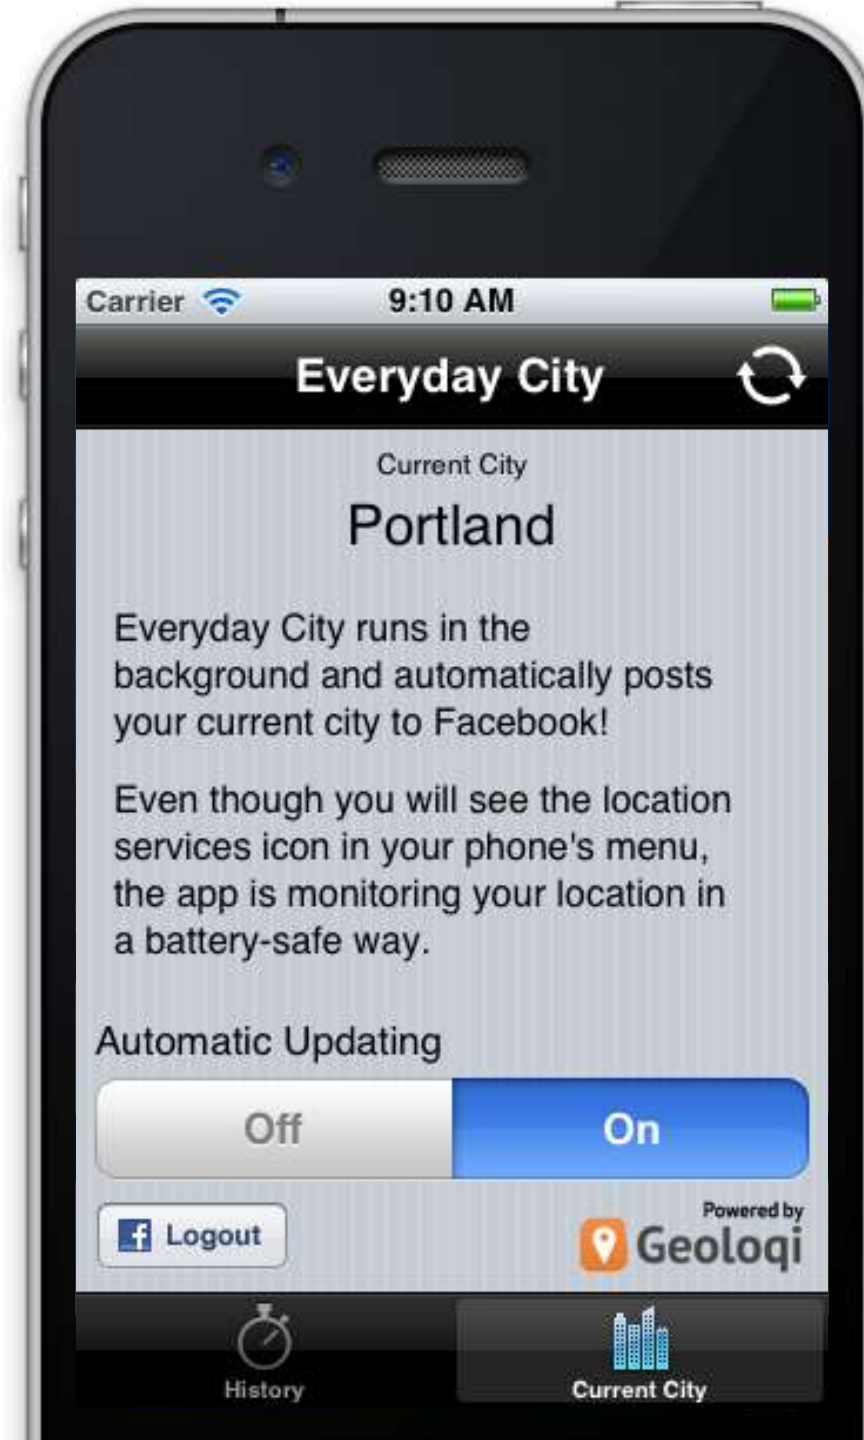 Carrier 9:10 AM
Everyday City
Current City
Portland
Everyday City runs in the
background and automatically posts
your current city to Facebook!
Even though you will see the location
services icon in your phone's menu,
the app is monitoring your location in
a battery-safe way.
Automatic Updating
Off On
f Logout
Powered by
Geoloqi
History Current City